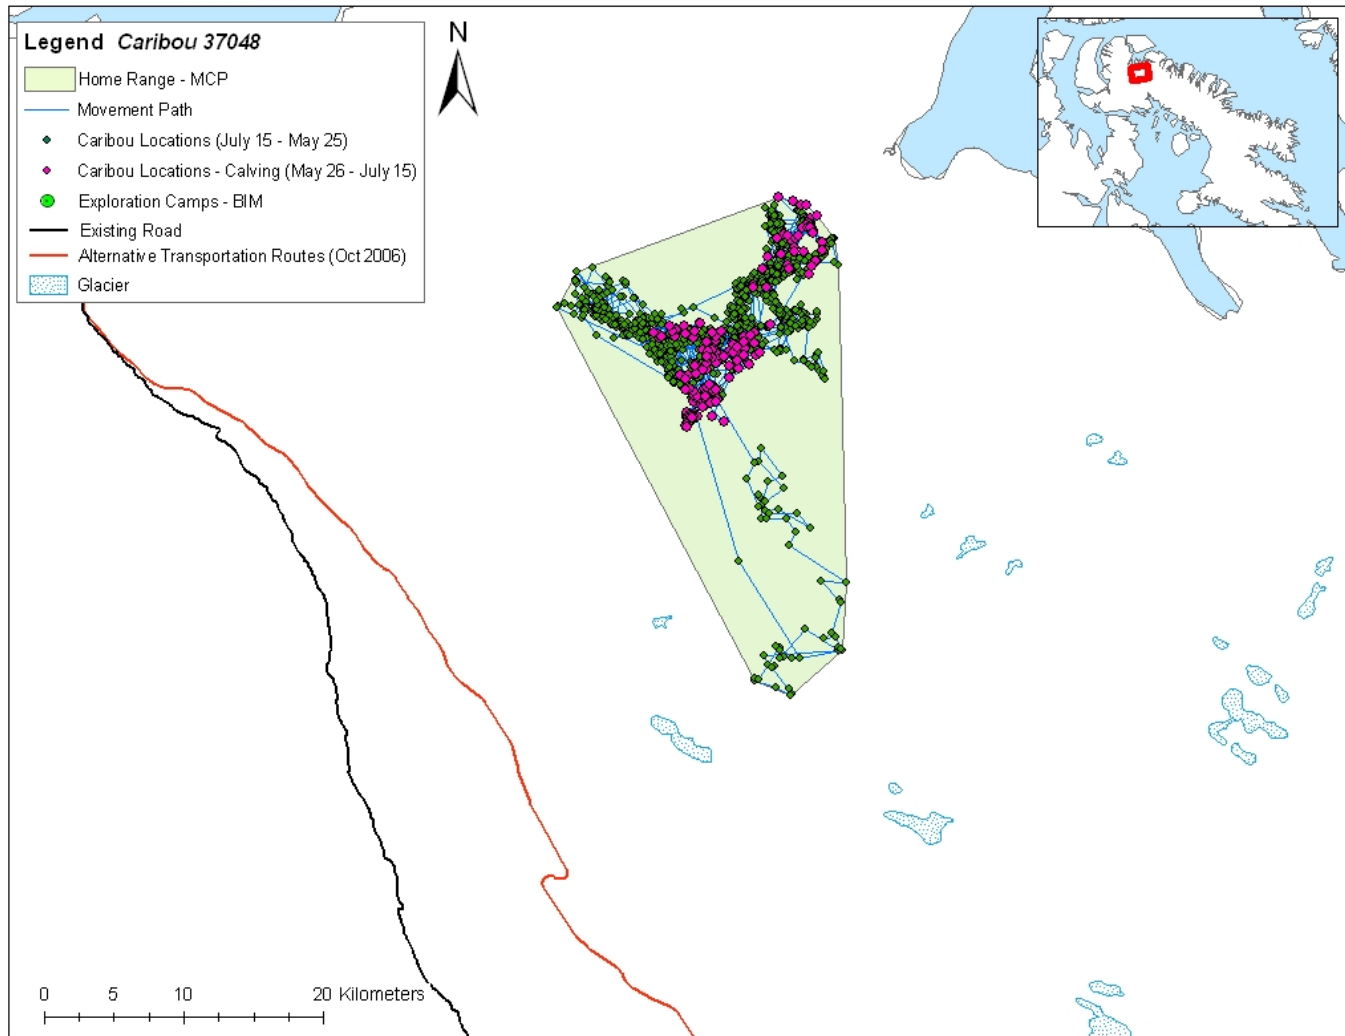 Legend Caribou 37048
Home Range - MCP
Movement Path
Caribou Locations (July 15 - May 25)
Caribou Locations - Calving (May 26 - July 15)
Exploration Camps - BIM
Existing Road
Alternative Transportation Routes (Oct 2006)
Glacier
N
0 5 10 20 Kilometers